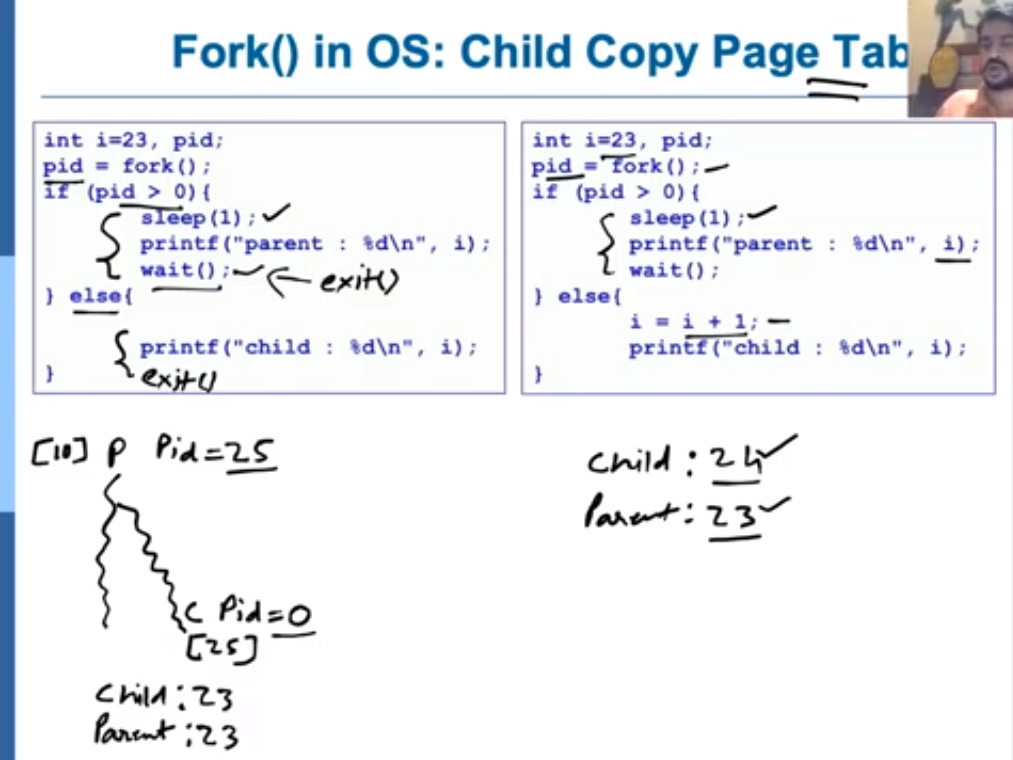 Fork() in OS: Child Copy Page Tab
int i=23, pid;
pid = fork();
if (pid > 0){
sleep(1);
printf("parent : %d\n", i);
wait(); ← exit()
} else{
printf("child : %d\n", i);
} exit()
int i=23, pid;
pid = fork();
if (pid > 0){
sleep(1);
printf("parent : %d\n", i);
wait();
} else{
i = i + 1;
printf("child : %d\n", i);
}
[10] P Pid=25
C Pid=0
[25]
Child:23
Parent:23
Child: 24
Parent: 23